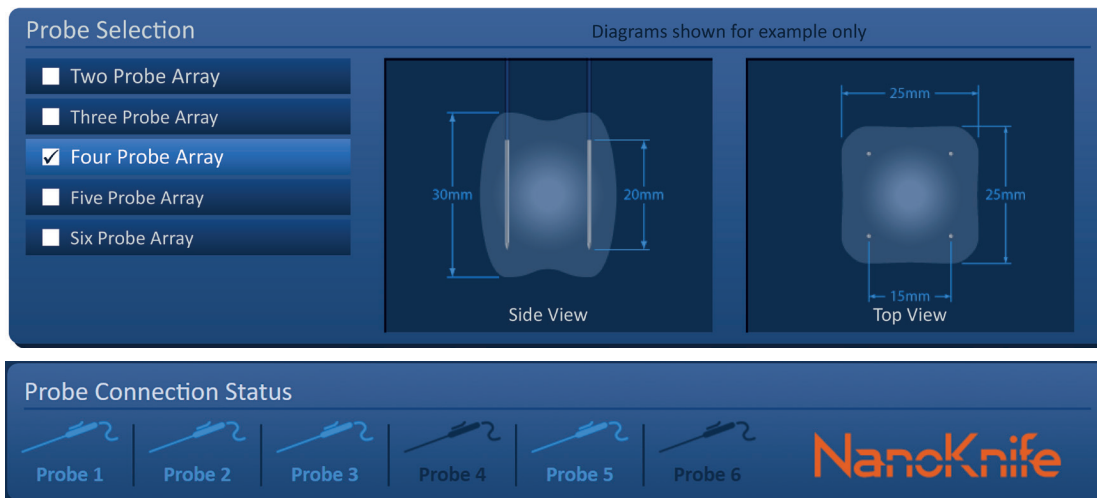 Probe Selection
Diagrams shown for example only
Two Probe Array
Three Probe Array
Four Probe Array
Five Probe Array
Six Probe Array
30mm
20mm
Side View
25mm
25mm
15mm
Top View
Probe Connection Status
Probe 1
Probe 2
Probe 3
Probe 4
Probe 5
Probe 6
NanoKnife